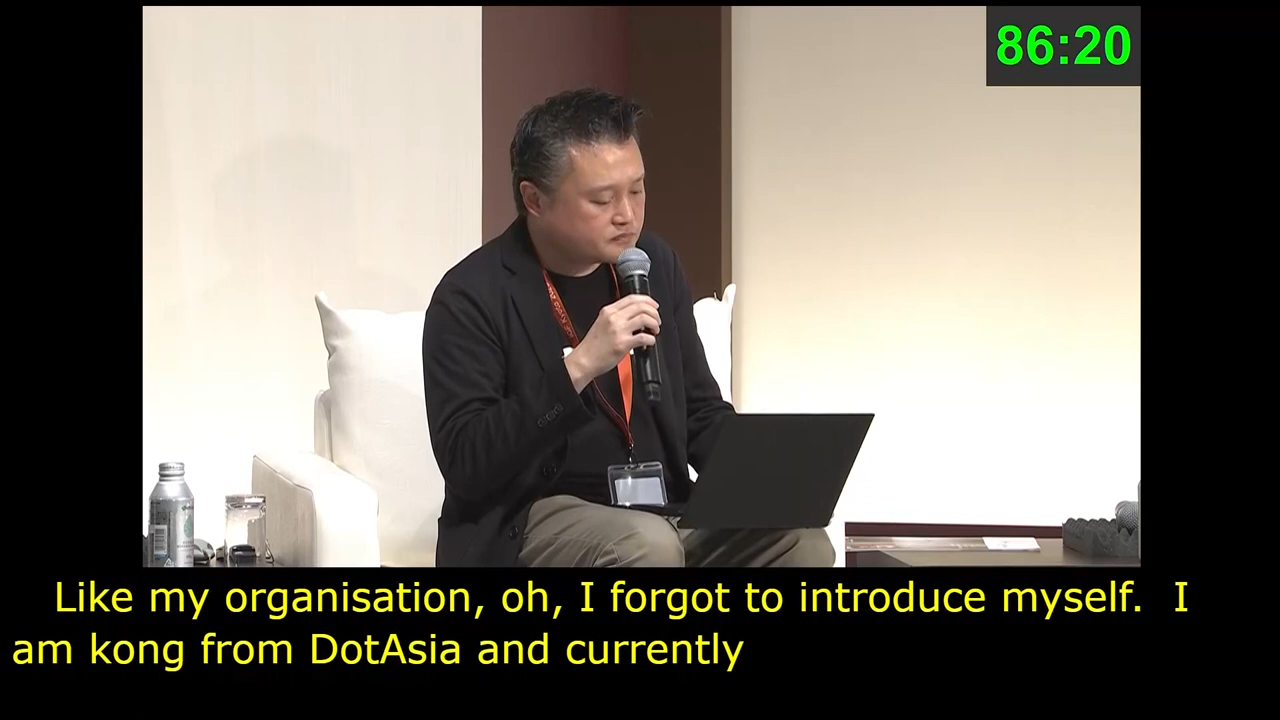 86:20
Like my organisation, oh, I forgot to introduce myself.  I
am kong from DotAsia and currently